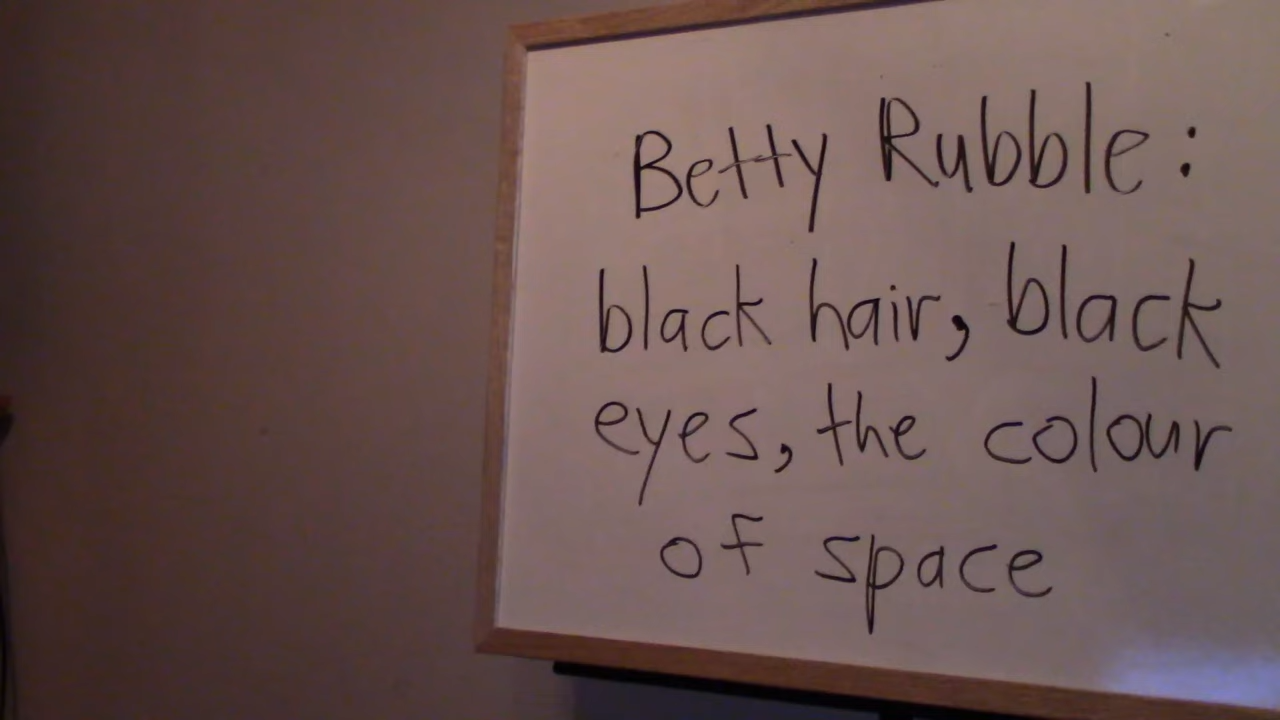 Betty Rubble:
black hair, black
eyes, the colour
of space